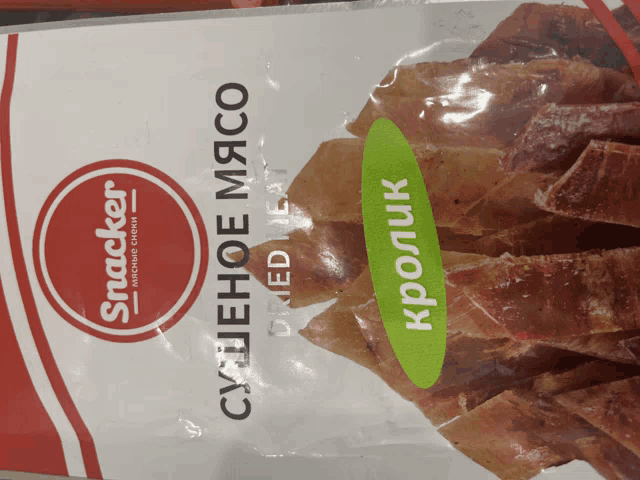 Snacker
МЯСНЫЕ СНЕКИ
СУШЕНОЕ МЯСО
DRIED MEAT
кролик